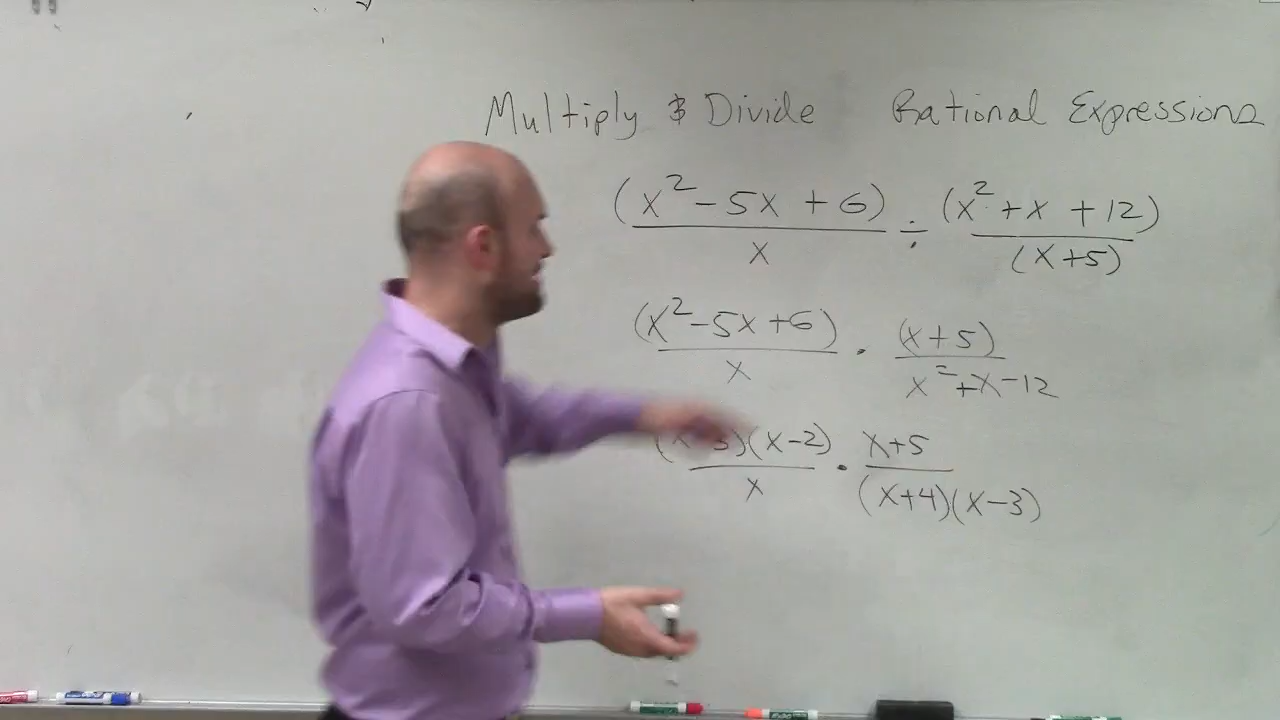 Multiply & Divide Rational Expressions
(x² - 5x + 6) / x ÷ (x² + x + 12) / (x + 5)
(x² - 5x + 6) / x · (x + 5) / x² + x - 12
(x - 3)(x - 2) / x · x + 5 / (x + 4)(x - 3)